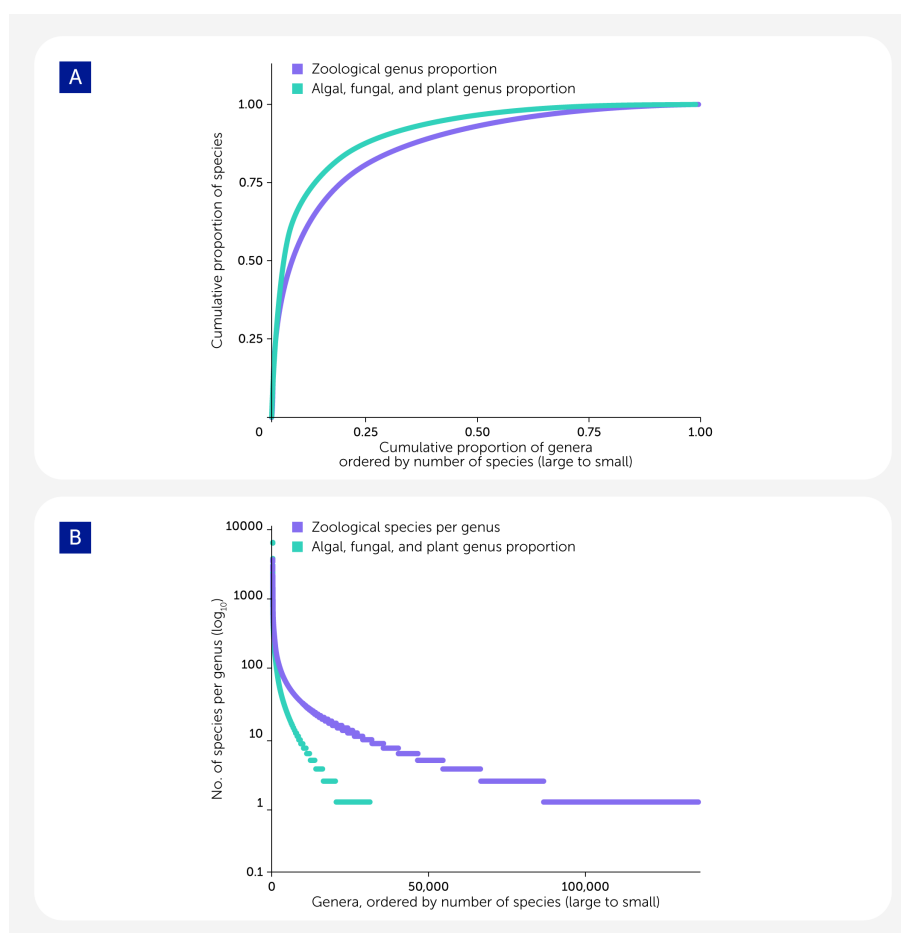 A
Zoological genus proportion
Algal, fungal, and plant genus proportion
Cumulative proportion of species
1.00
0.75
0.50
0.25
0
0.25
0.50
0.75
1.00
Cumulative proportion of genera
ordered by number of species (large to small)
B
Zoological species per genus
Algal, fungal, and plant genus proportion
No. of species per genus (log₁₀)
10000
1000
100
10
1
0.1
0
50,000
100,000
Genera, ordered by number of species (large to small)